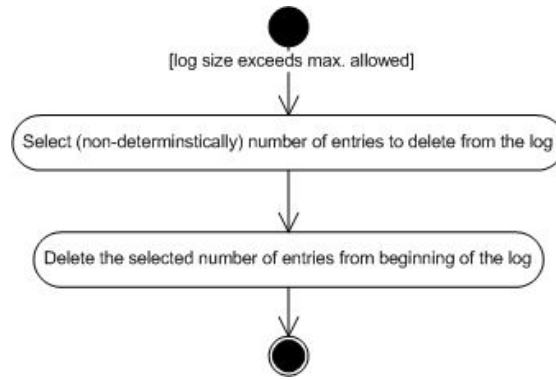 [log size exceeds max. allowed]
Select (non-determinstically) number of entries to delete from the log
Delete the selected number of entries from beginning of the log